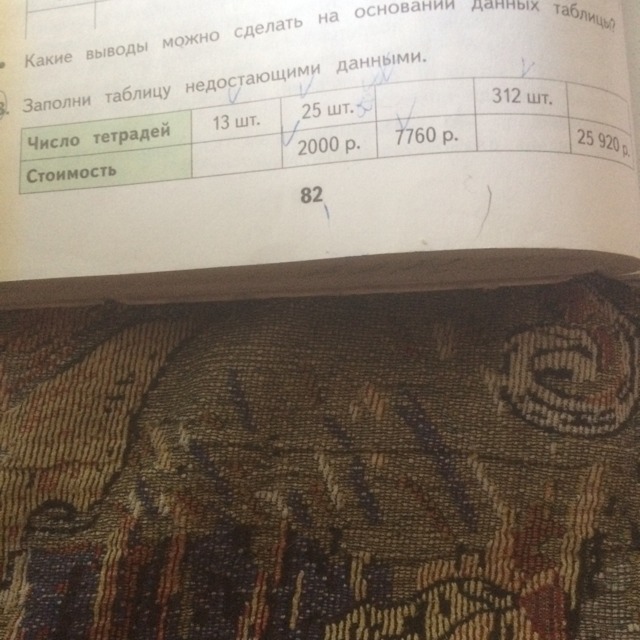 Какие выводы можно сделать на основании данных таблицы?
3. Заполни таблицу недостающими данными.
Число тетрадей 13 шт. 25 шт. 312 шт.
Стоимость 2000 р. 7760 р. 25 920 р.
82